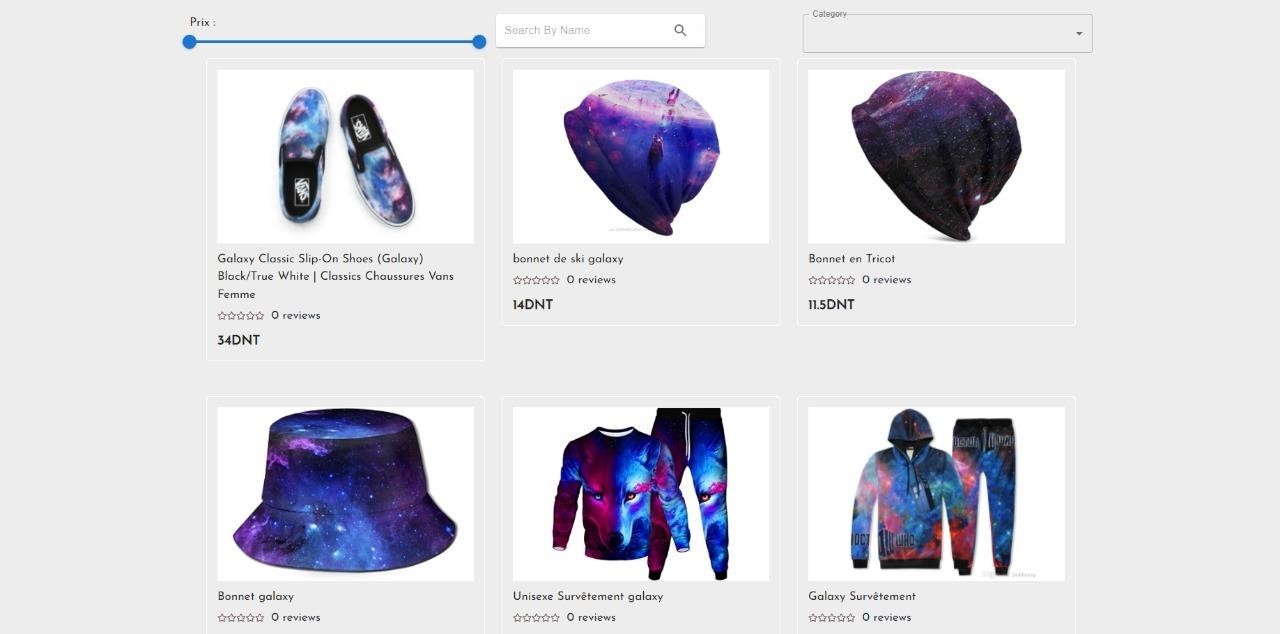 Prix :
Search By Name
Category
Galaxy Classic Slip-On Shoes (Galaxy)
Black/True White | Classics Chaussures Vans
Femme
0 reviews
34DNT
bonnet de ski galaxy
0 reviews
14DNT
Bonnet en Tricot
0 reviews
11.5DNT
Bonnet galaxy
0 reviews
Unisexe Survêtement galaxy
0 reviews
Galaxy Survêtement
0 reviews